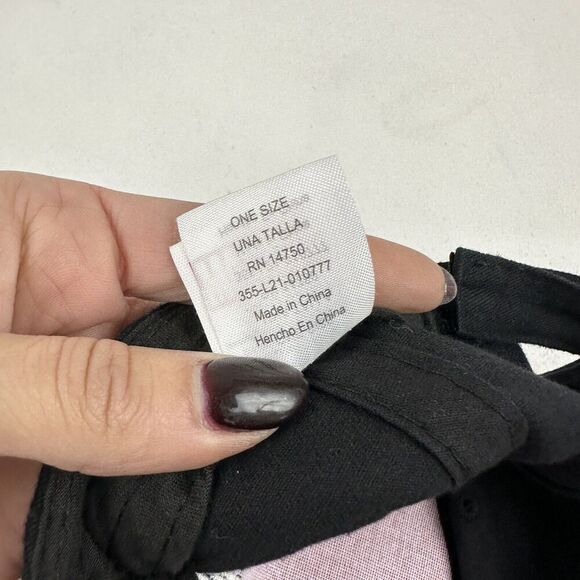 ONE SIZE
UNA TALLA
RN 14750
355-L21-010777
Made in China
Hencho En China